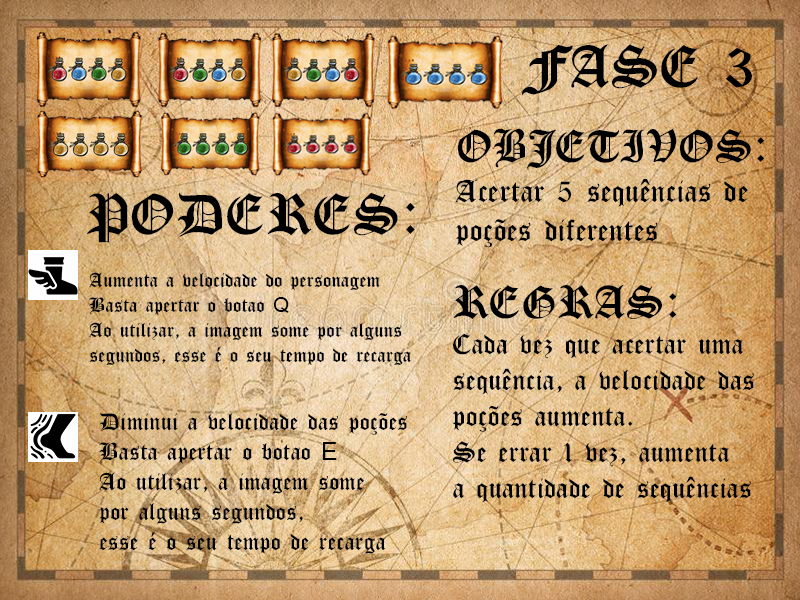 FASE 3
OBJETIVOS:
Acertar 5 sequências de
poções diferentes
PODERES:
Aumenta a velocidade do personagem
Basta apertar o botao Q
Ao utilizar, a imagem some por alguns
segundos, esse é o seu tempo de recarga
Diminui a velocidade das poções
Basta apertar o botao E
Ao utilizar, a imagem some
por alguns segundos,
esse é o seu tempo de recarga
REGRAS:
Cada vez que acertar uma
sequência, a velocidade das
poções aumenta.
Se errar 1 vez, aumenta
a quantidade de sequências